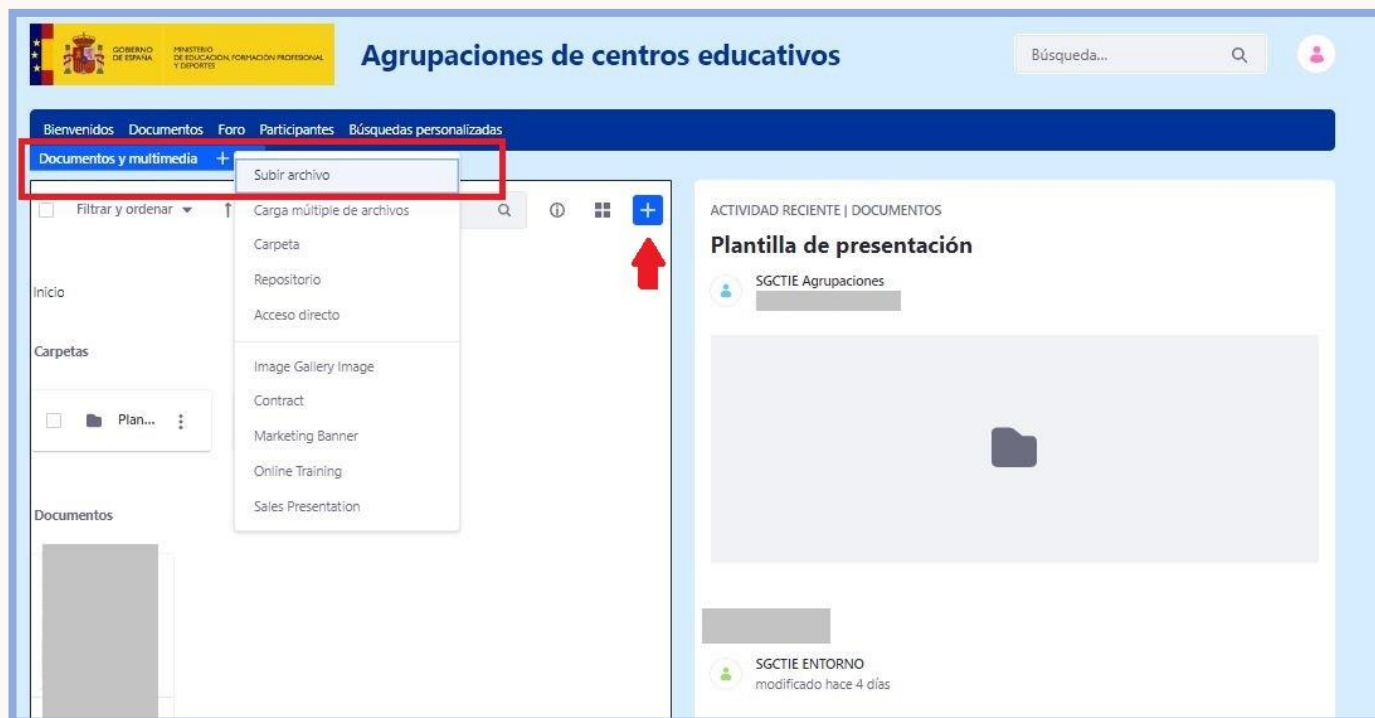 GOBIERNO
DE ESPAÑA
MINISTERIO
DE EDUCACIÓN, FORMACIÓN PROFESIONAL
Y DEPORTES
Agrupaciones de centros educativos
Búsqueda...
Bienvenidos Documentos Foro Participantes Búsquedas personalizadas
Documentos y multimedia +
Subir archivo
Filtrar y ordenar
Carga múltiple de archivos
Carpeta
Repositorio
Acceso directo
Image Gallery Image
Contract
Marketing Banner
Online Training
Sales Presentation
Inicio
Carpetas
Plan...
Documentos
ACTIVIDAD RECIENTE | DOCUMENTOS
Plantilla de presentación
SGCTIE Agrupaciones
SGCTIE ENTORNO
modificado hace 4 días